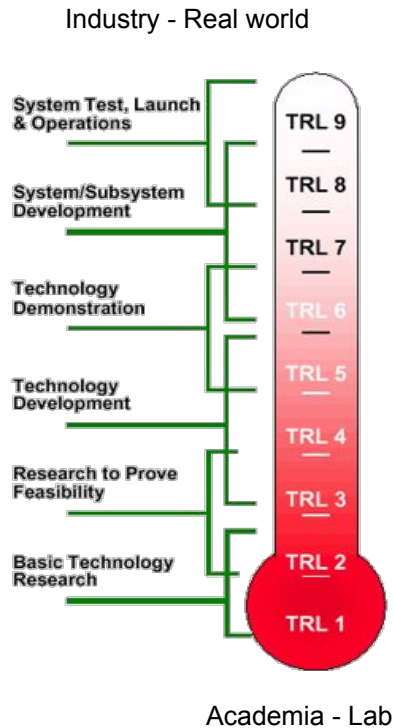 Industry - Real world
System Test, Launch
& Operations
System/Subsystem
Development
Technology
Demonstration
Technology
Development
Research to Prove
Feasibility
Basic Technology
Research
TRL 9
TRL 8
TRL 7
TRL 6
TRL 5
TRL 4
TRL 3
TRL 2
TRL 1
Academia - Lab